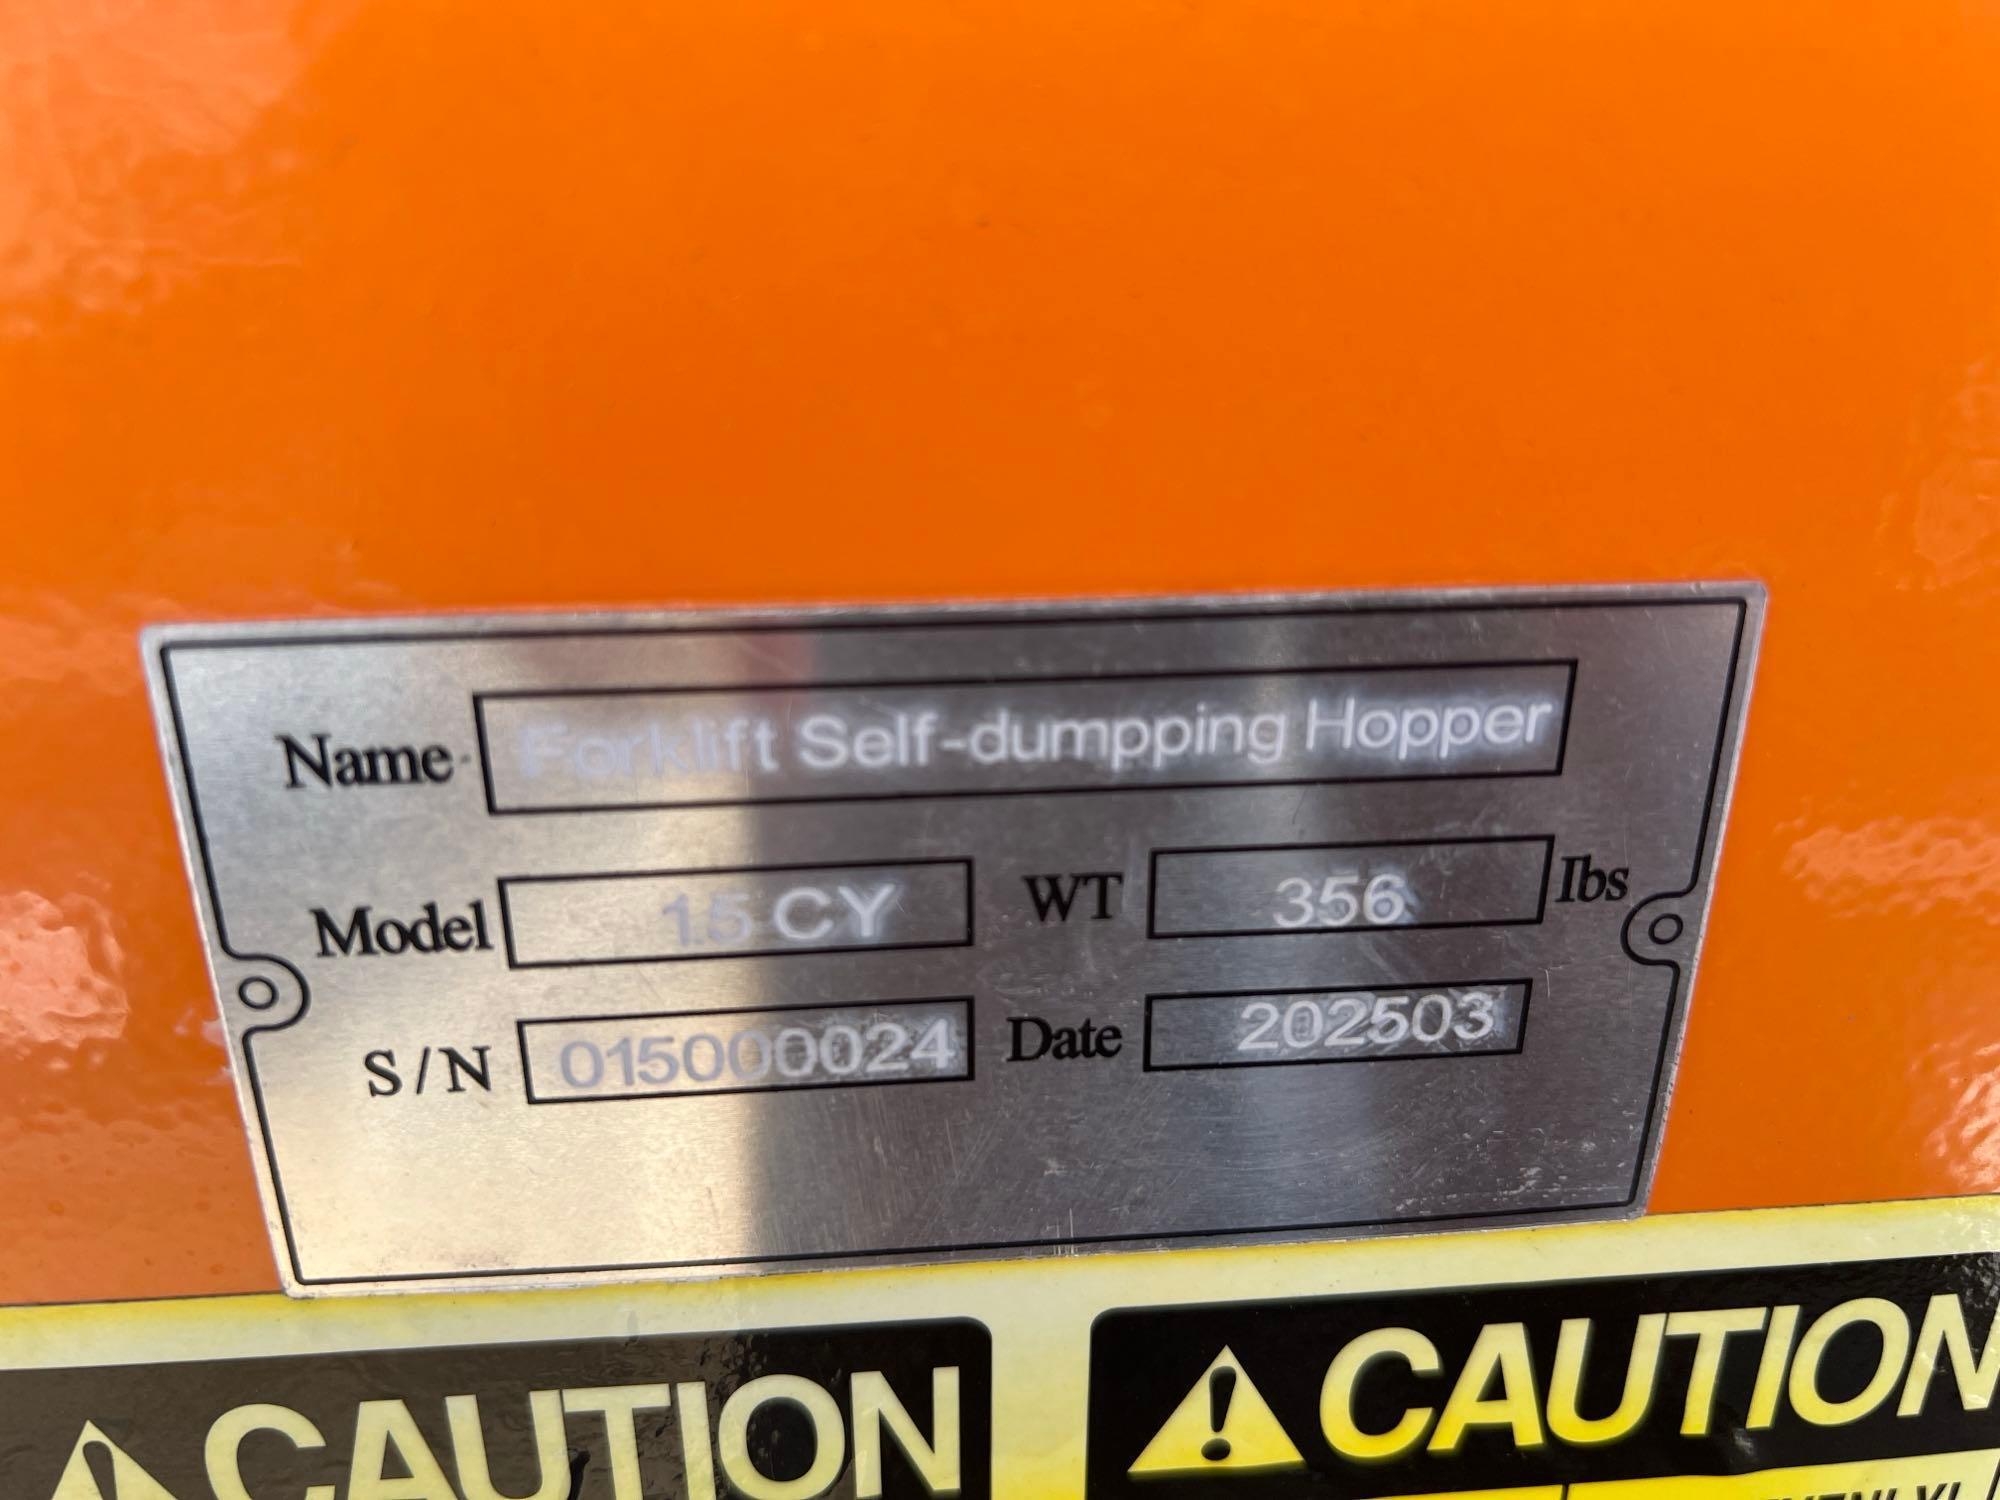 Name Forklift Self-dumpping Hopper
Model 1.5 CY WT 356 lbs
S/N 015000024 Date 202503
CAUTION CAUTION